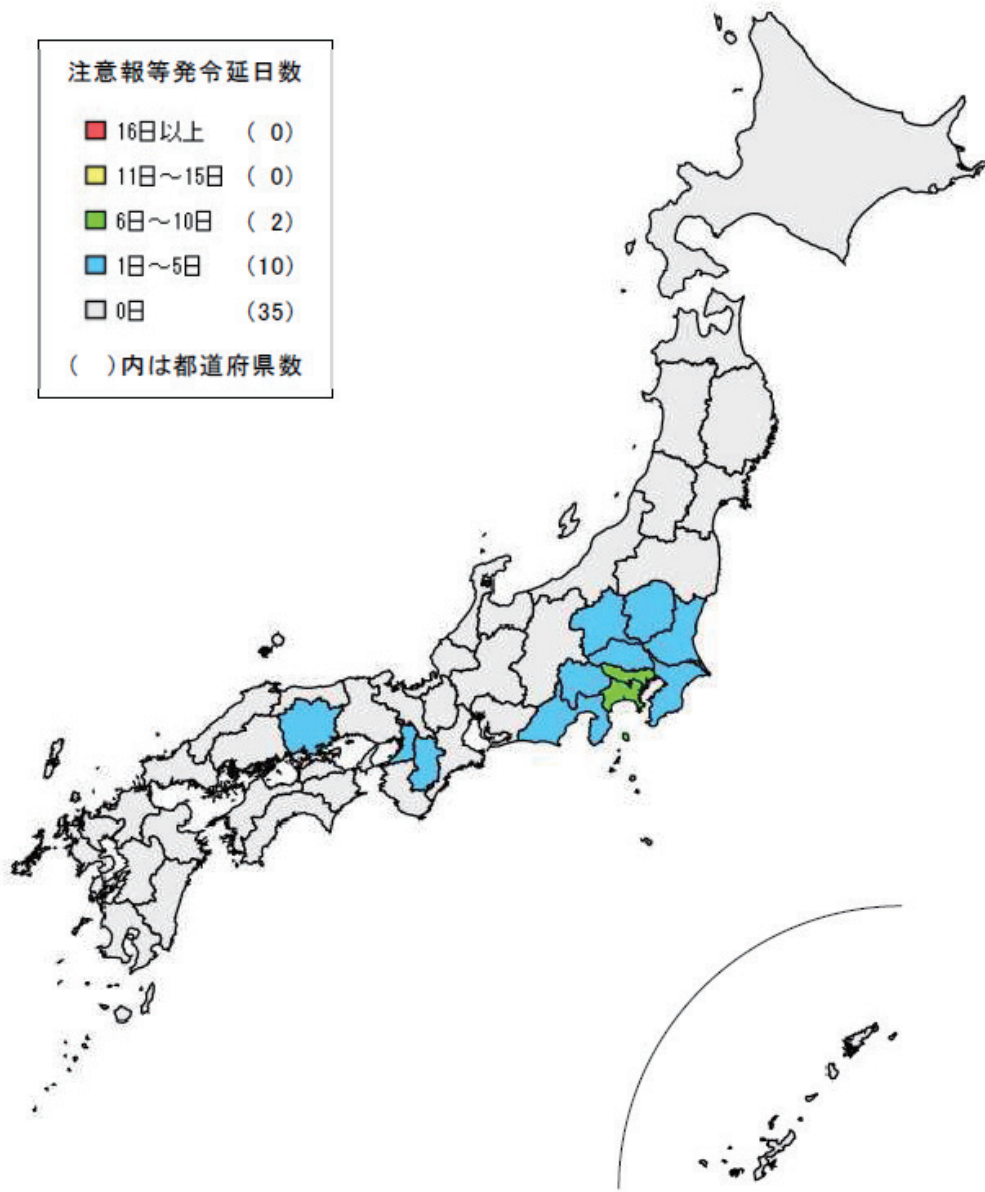 注意報等発令延日数
16日以上 ( 0)
11日～15日 ( 0)
6日～10日 ( 2)
1日～5日 (10)
0日 (35)
( )内は都道府県数